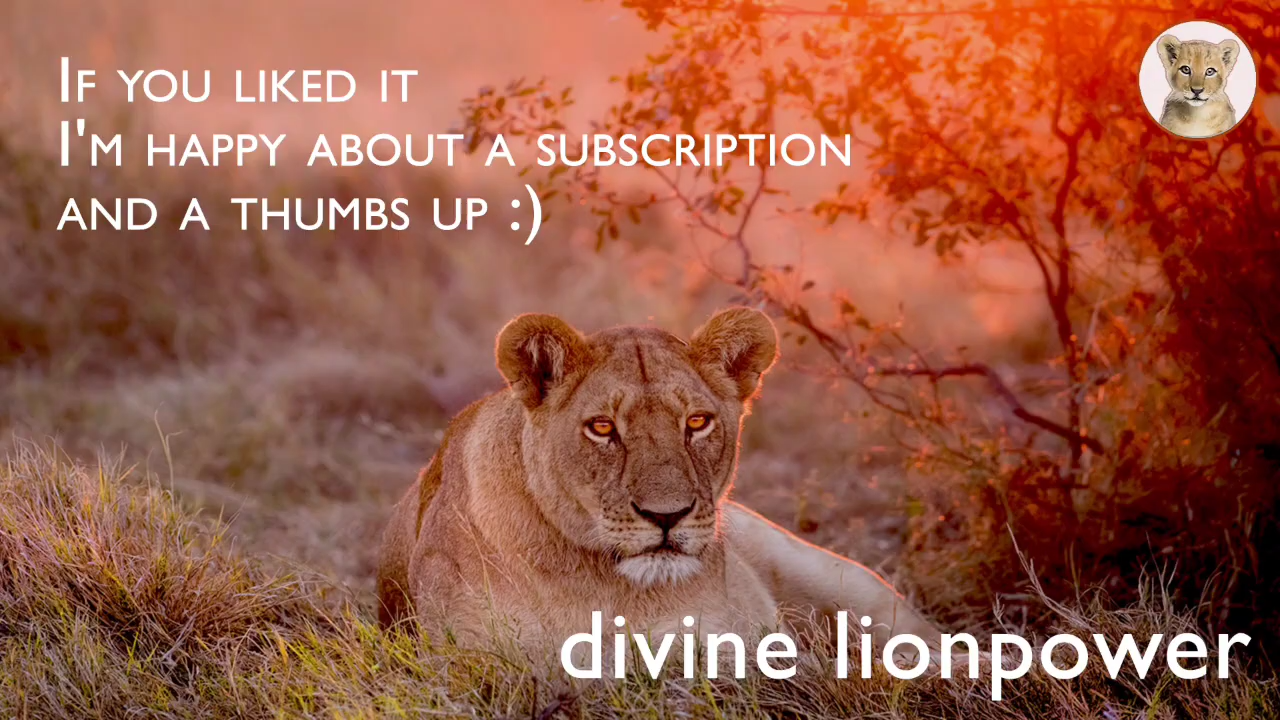 If you liked it
I'm happy about a subscription
and a thumbs up :)
divine lionpower